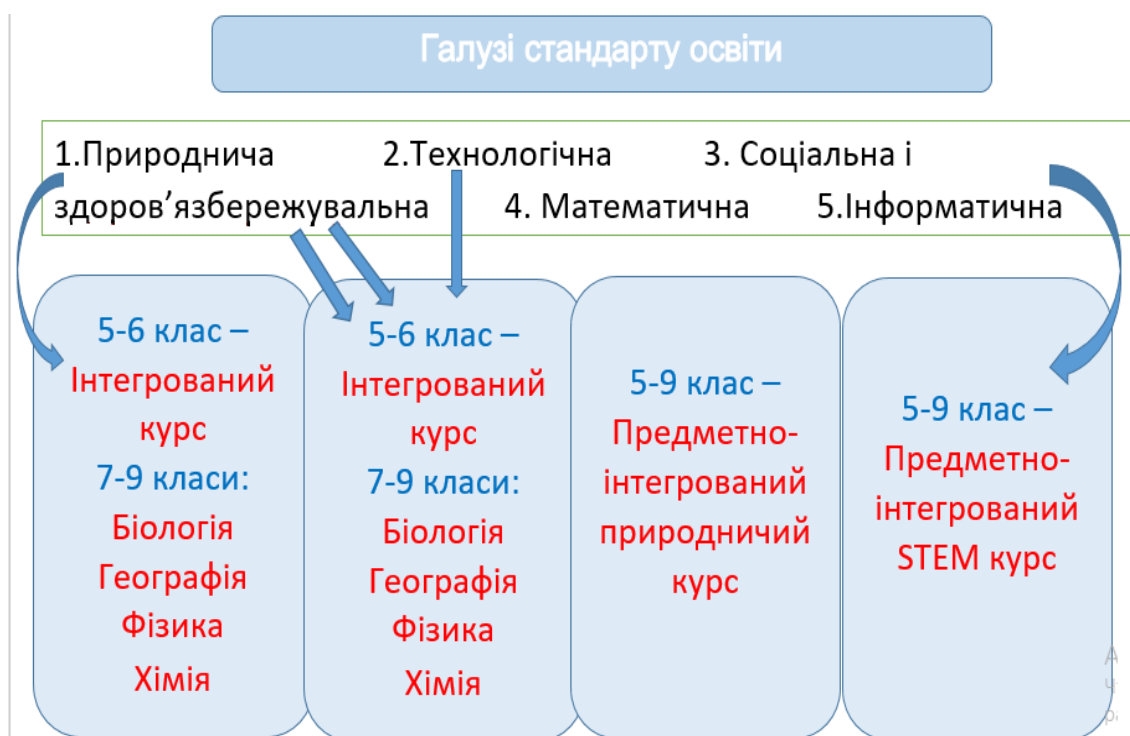 Галузі стандарту освіти
1.Природнича 2.Технологічна 3. Соціальна і
здоров’язбережувальна 4. Математична 5.Інформатична
5-6 клас –
Інтегрований
курс
7-9 класи:
Біологія
Географія
Фізика
Хімія
5-6 клас –
Інтегрований
курс
7-9 класи:
Біологія
Географія
Фізика
Хімія
5-9 клас –
Предметно-
інтегрований
природничий
курс
5-9 клас –
Предметно-
інтегрований
STEM курс